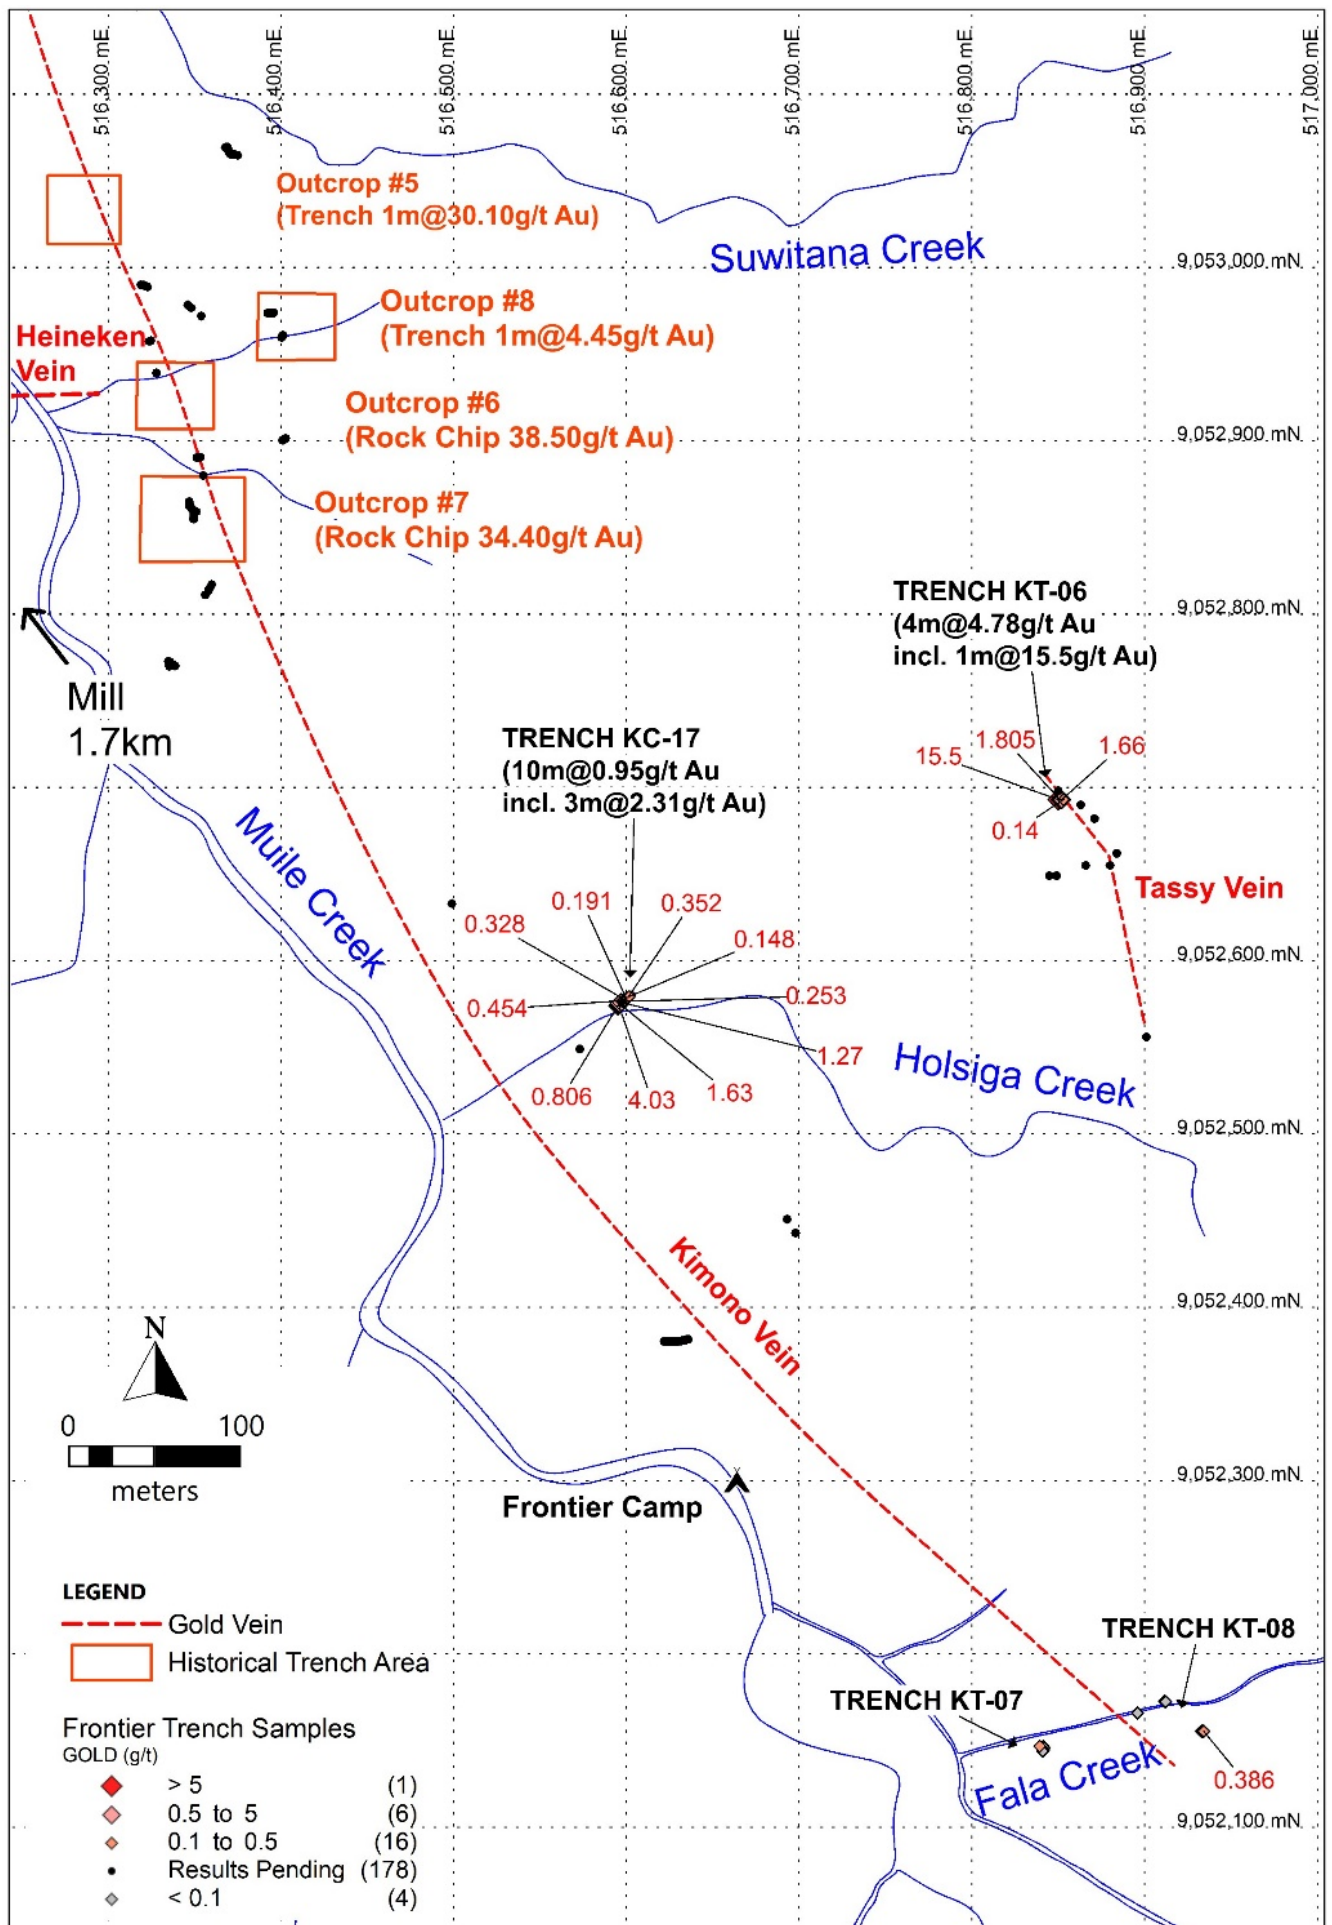 516,300 mE
516,400 mE
516,500 mE
516,600 mE
516,700 mE
516,800 mE
516,900 mE
517,000 mE
Outcrop #5
(Trench 1m@30.10g/t Au)
Suwitana Creek
9,053,000 mN
Outcrop #8
(Trench 1m@4.45g/t Au)
Heineken
Vein
Outcrop #6
(Rock Chip 38.50g/t Au)
9,052,900 mN
Outcrop #7
(Rock Chip 34.40g/t Au)
TRENCH KT-06
(4m@4.78g/t Au
incl. 1m@15.5g/t Au)
9,052,800 mN
Mill
1.7km
TRENCH KC-17
(10m@0.95g/t Au
incl. 3m@2.31g/t Au)
15.5
1.805
1.66
0.14
Muile Creek
Tassy Vein
0.328
0.191
0.352
0.148
9,052,600 mN
0.454
0.253
1.27
0.806
4.03
1.63
Holsiga Creek
9,052,500 mN
Kimono Vein
9,052,400 mN
N
0
100
meters
9,052,300 mN
Frontier Camp
LEGEND
Gold Vein
Historical Trench Area
TRENCH KT-08
TRENCH KT-07
Fala Creek
0.386
9,052,100 mN
Frontier Trench Samples
GOLD (g/t)
> 5 (1)
0.5 to 5 (6)
0.1 to 0.5 (16)
Results Pending (178)
< 0.1 (4)